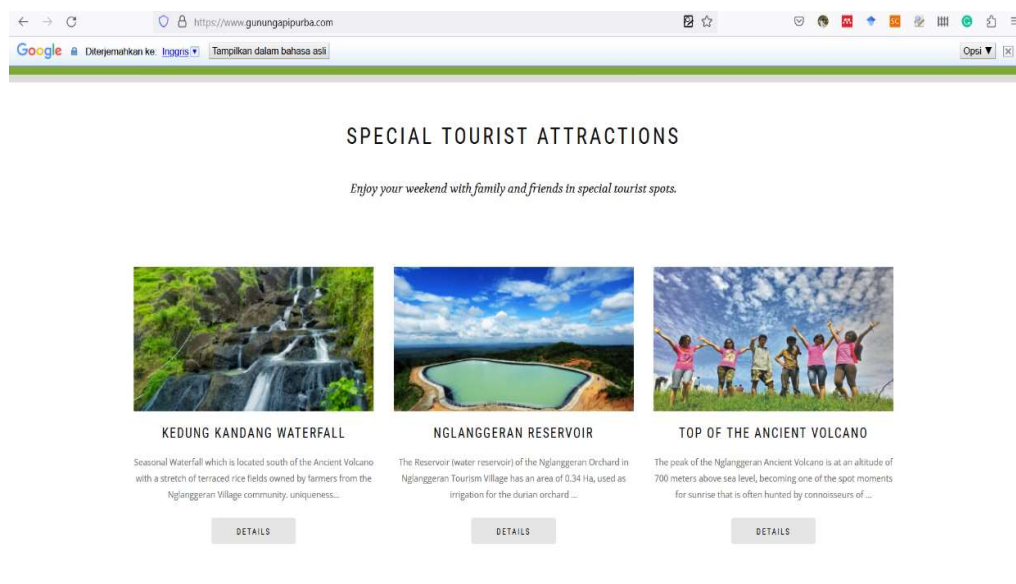 https://www.gunungapipurba.com
Google Diterjemahkan ke: Inggris Tampilkan dalam bahasa asli Opsi
SPECIAL TOURIST ATTRACTIONS
Enjoy your weekend with family and friends in special tourist spots.
KEDUNG KANDANG WATERFALL
Seasonal Waterfall which is located south of the Ancient Volcano
with a stretch of terraced rice fields owned by farmers from the
Nglanggeran Village community. uniqueness...
DETAILS
NGLANGGERAN RESERVOIR
The Reservoir (water reservoir) of the Nglanggeran Orchard in
Nglanggeran Tourism Village has an area of 0.34 Ha, used as
irrigation for the durian orchard ...
DETAILS
TOP OF THE ANCIENT VOLCANO
The peak of the Nglanggeran Ancient Volcano is at an altitude of
700 meters above sea level, becoming one of the spot moments
for sunrise that is often hunted by connoisseurs of ...
DETAILS